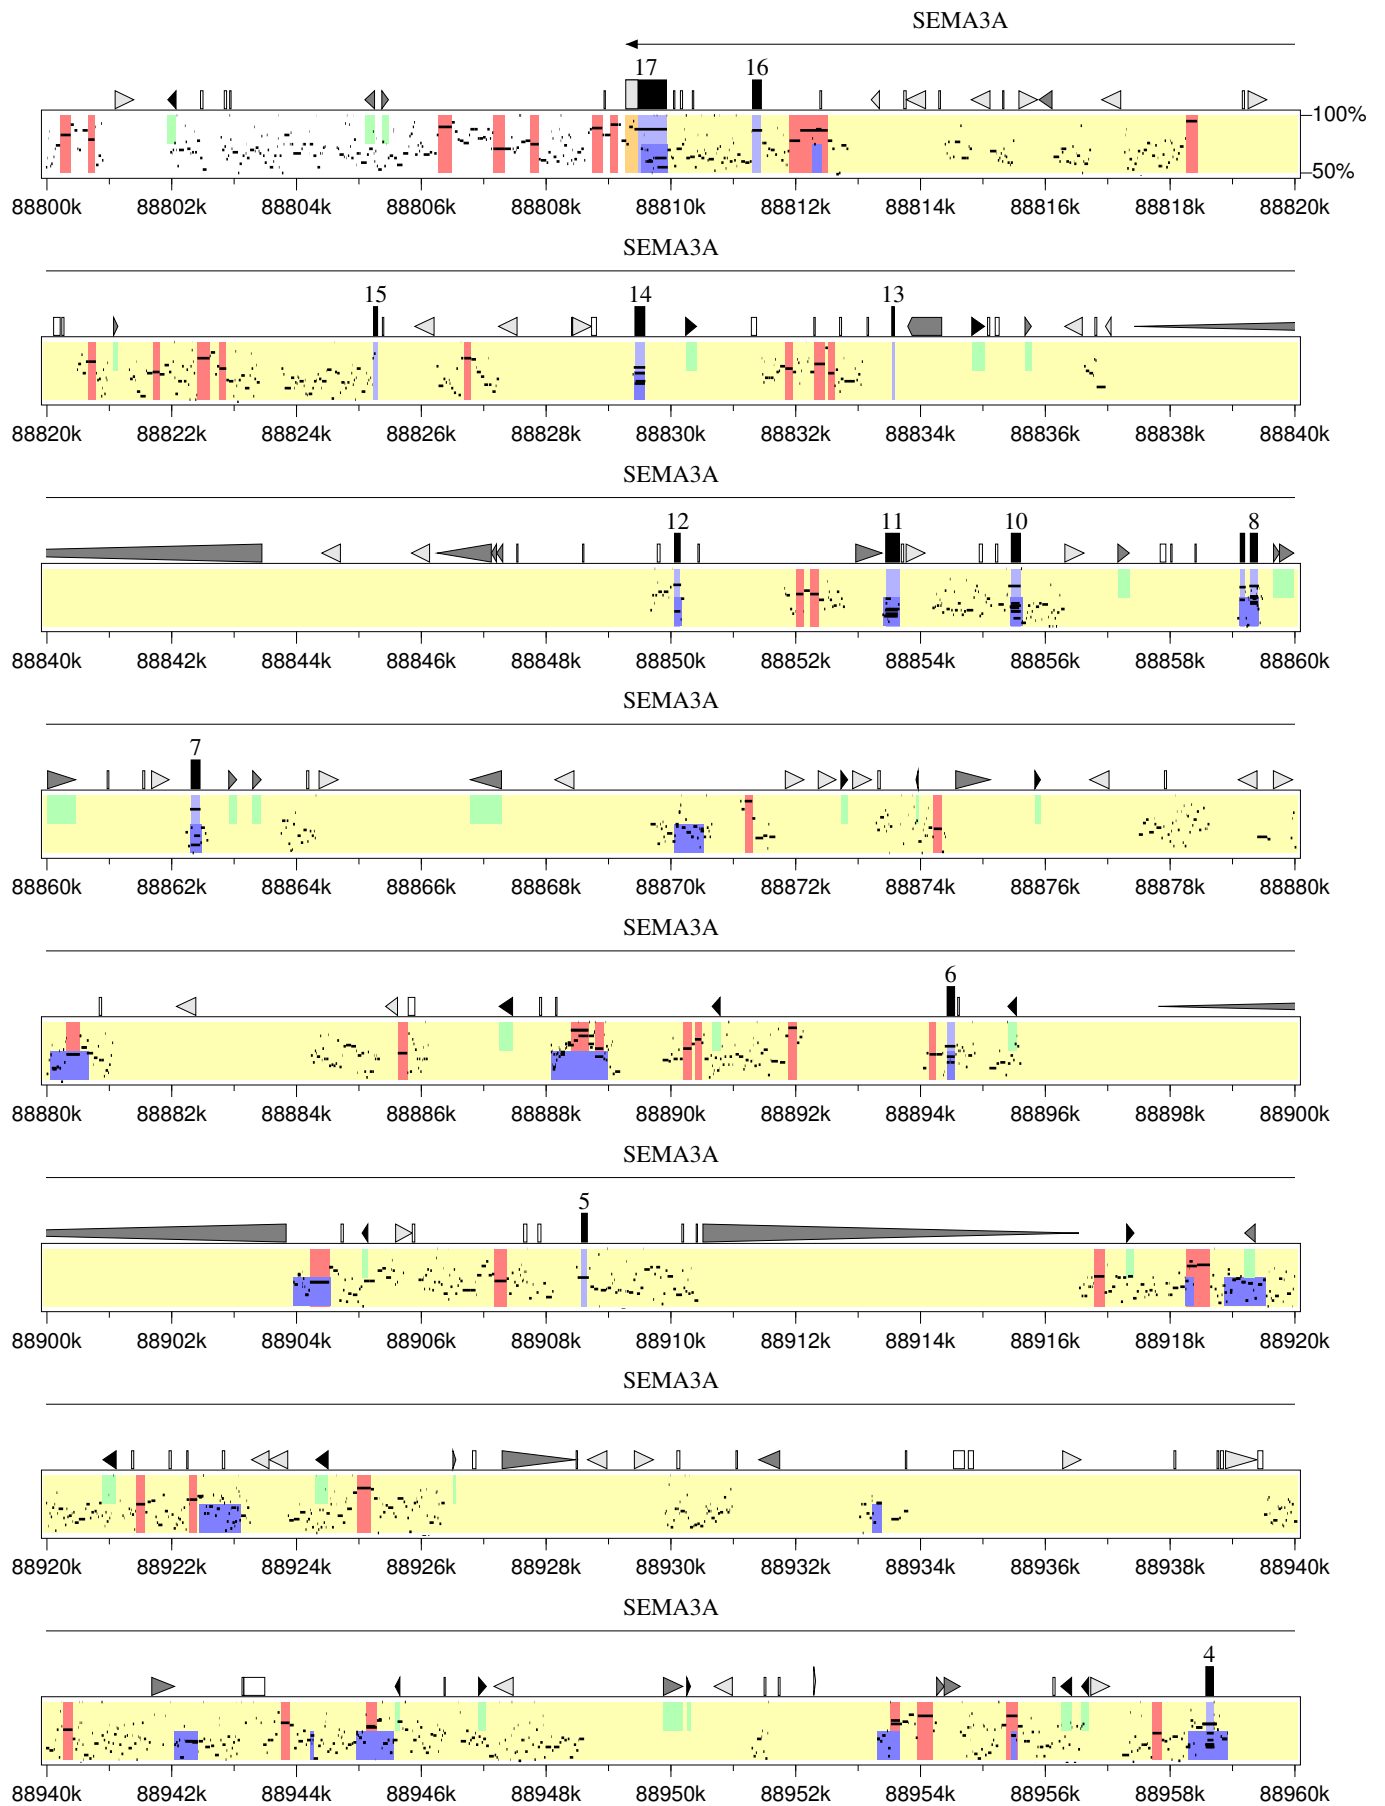 SEMA3A
17 16
100%
50%
88800k 88802k 88804k 88806k 88808k 88810k 88812k 88814k 88816k 88818k 88820k
SEMA3A
15 14 13
88820k 88822k 88824k 88826k 88828k 88830k 88832k 88834k 88836k 88838k 88840k
SEMA3A
12 11 10 8
88840k 88842k 88844k 88846k 88848k 88850k 88852k 88854k 88856k 88858k 88860k
SEMA3A
7
88860k 88862k 88864k 88866k 88868k 88870k 88872k 88874k 88876k 88878k 88880k
SEMA3A
6
88880k 88882k 88884k 88886k 88888k 88890k 88892k 88894k 88896k 88898k 88900k
SEMA3A
5
88900k 88902k 88904k 88906k 88908k 88910k 88912k 88914k 88916k 88918k 88920k
SEMA3A
88920k 88922k 88924k 88926k 88928k 88930k 88932k 88934k 88936k 88938k 88940k
SEMA3A
4
88940k 88942k 88944k 88946k 88948k 88950k 88952k 88954k 88956k 88958k 88960k